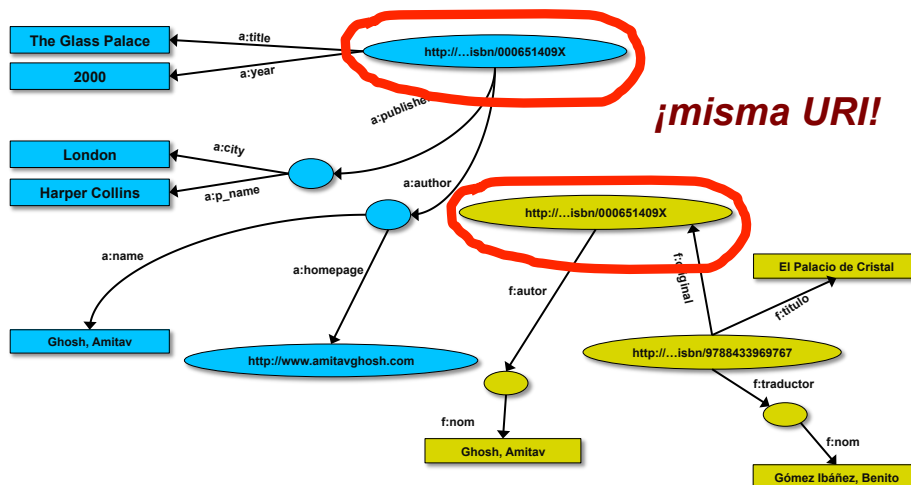 The Glass Palace
a:title
http://...isbn/000651409X
2000
a:year
a:publisher
¡misma URI!
London
a:city
Harper Collins
a:p_name
a:author
http://...isbn/000651409X
a:name
a:homepage
f:original
El Palacio de Cristal
f:autor
f:titulo
Ghosh, Amitav
http://www.amitavghosh.com
http://...isbn/9788433969767
f:traductor
f:nom
f:nom
Ghosh, Amitav
Gómez Ibáñez, Benito